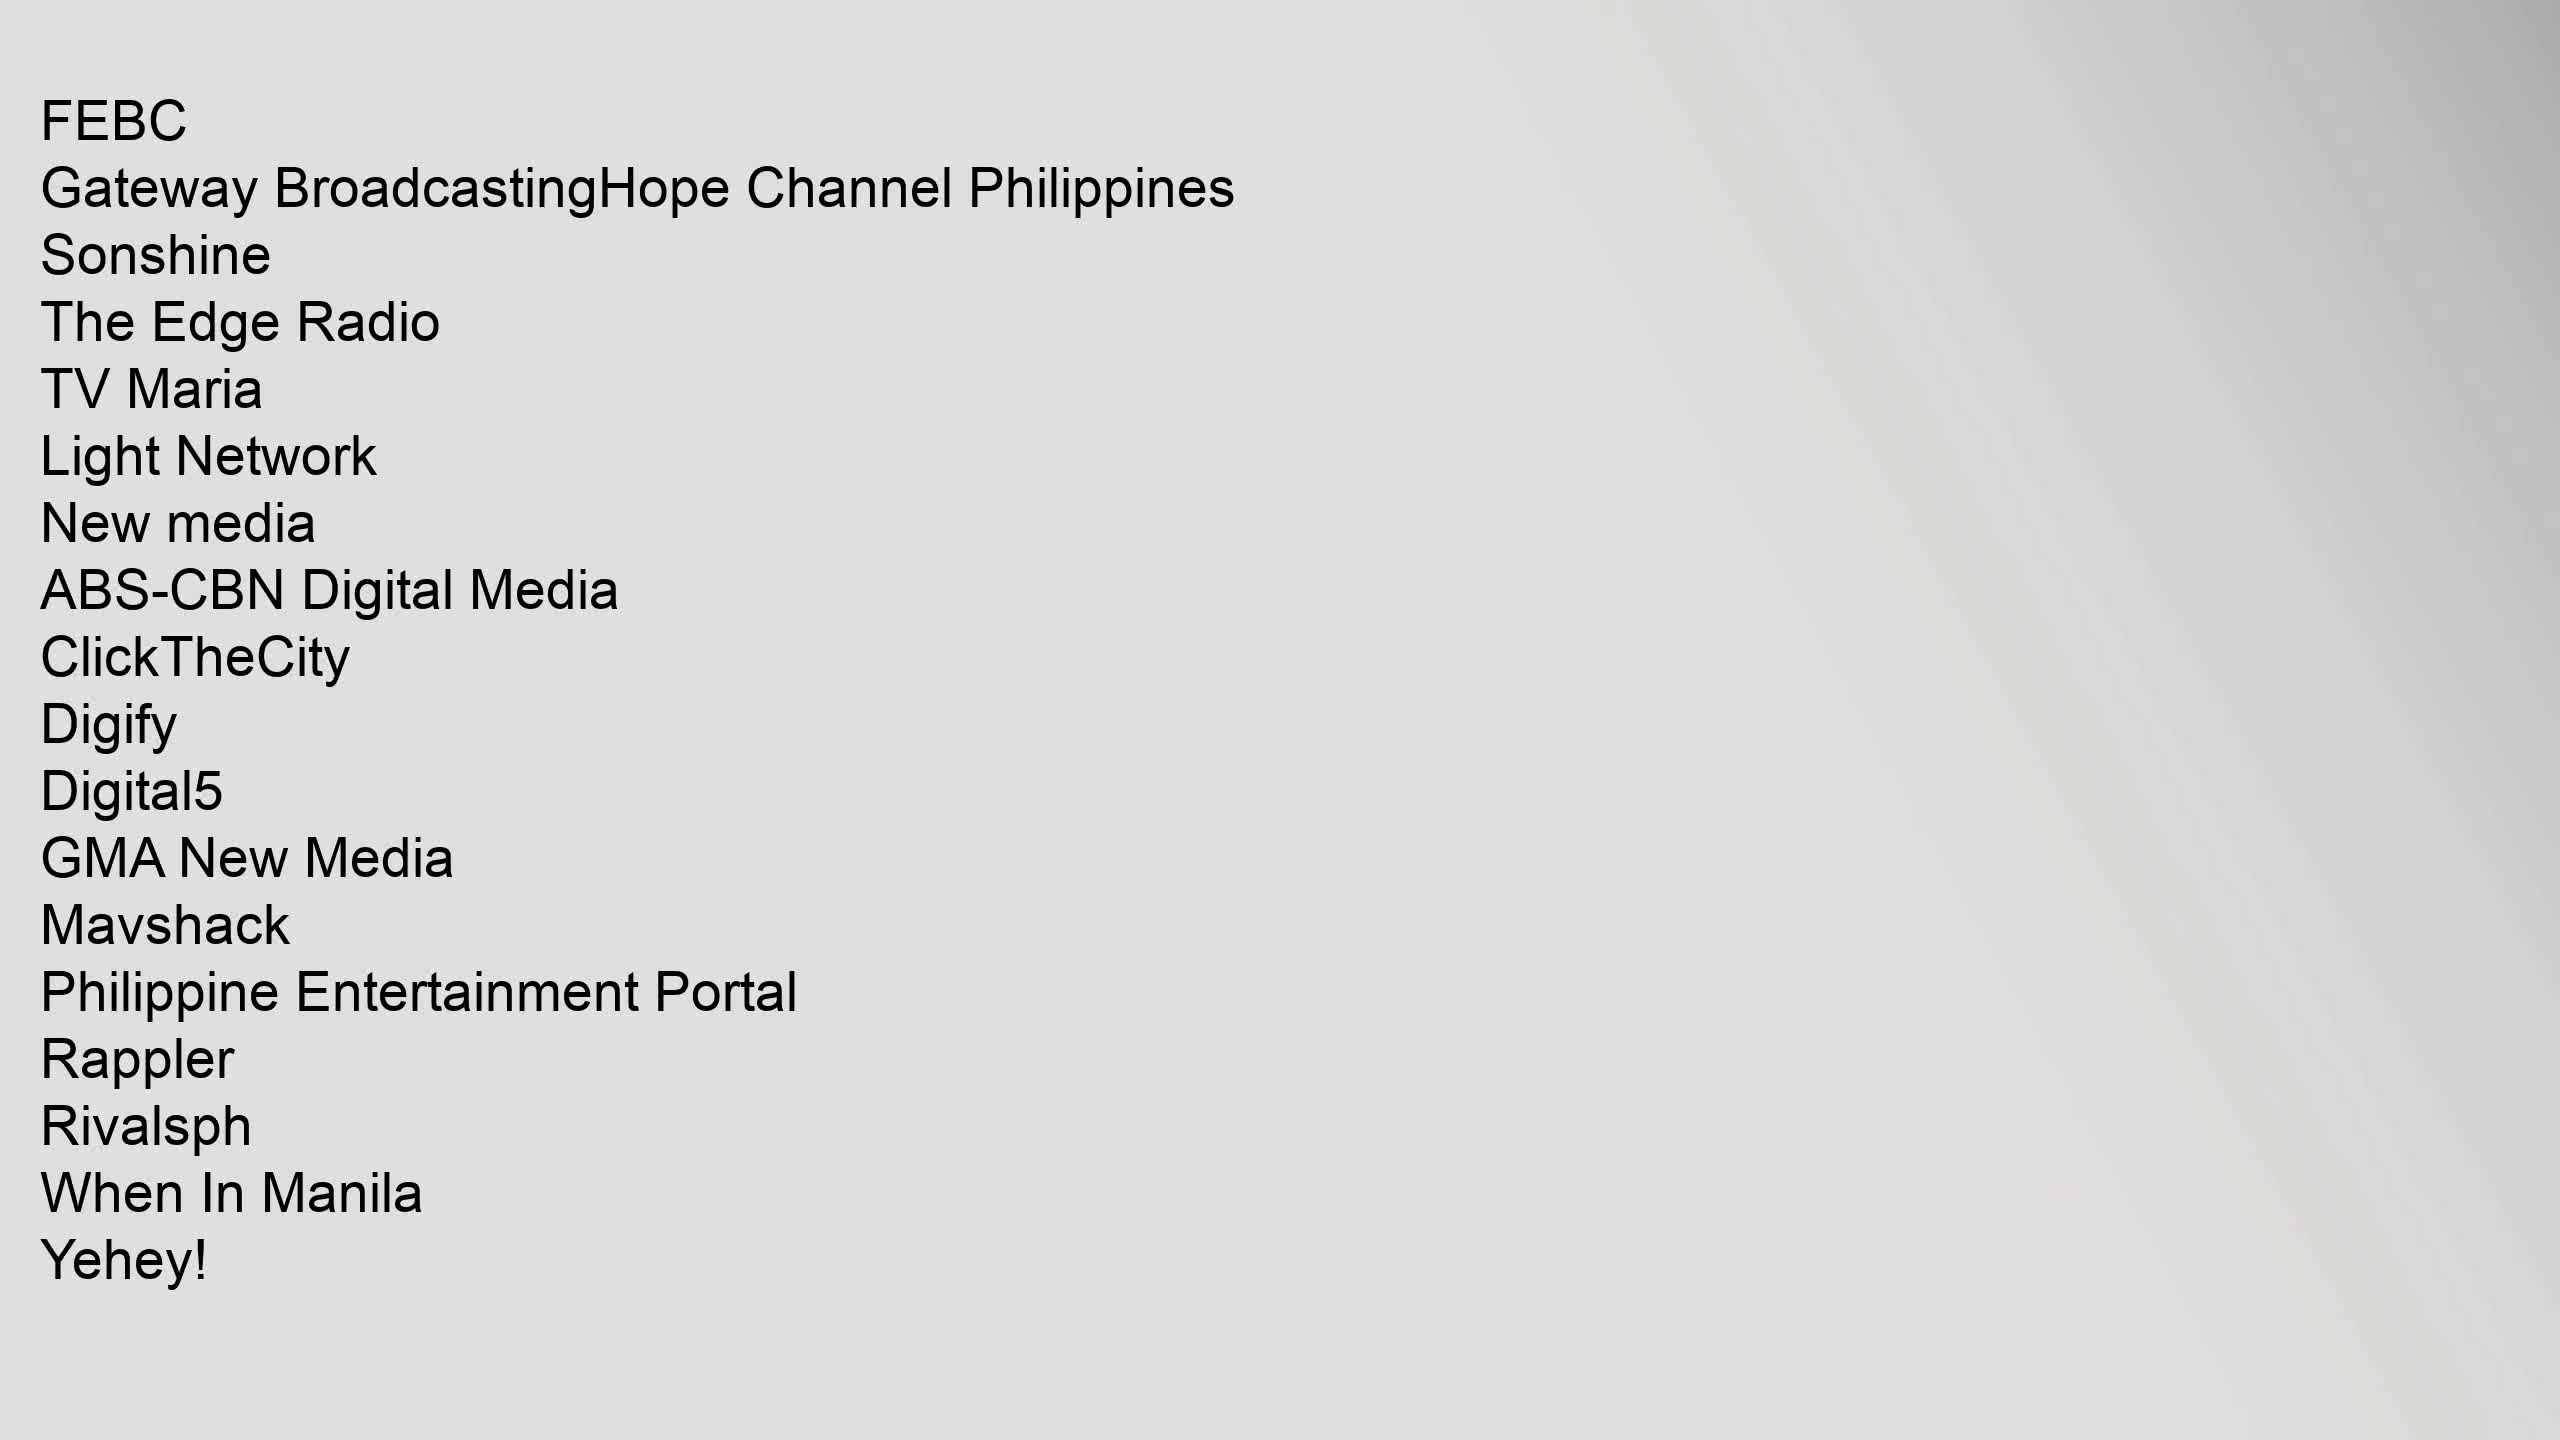 FEBC
Gateway BroadcastingHope Channel Philippines
Sonshine
The Edge Radio
TV Maria
Light Network
New media
ABS-CBN Digital Media
ClickTheCity
Digify
Digital5
GMA New Media
Mavshack
Philippine Entertainment Portal
Rappler
Rivalsph
When In Manila
Yehey!